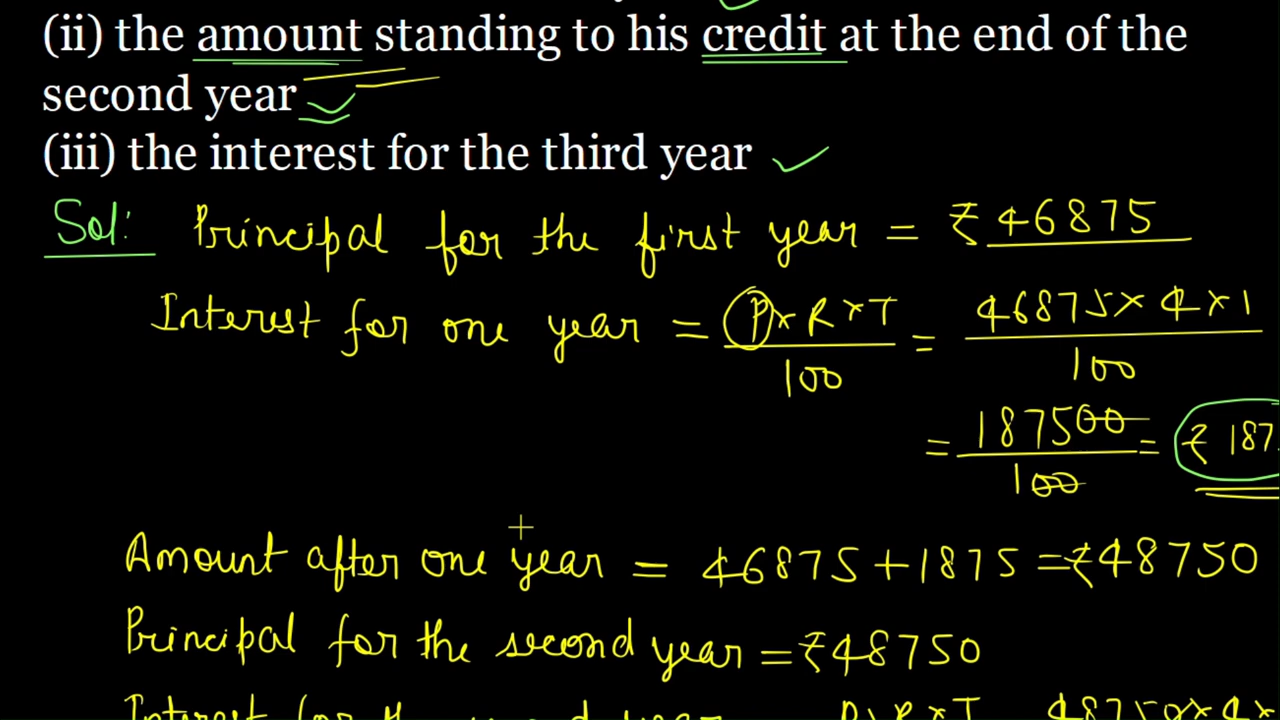 (ii) the amount standing to his credit at the end of the
second year
(iii) the interest for the third year
Sol: Principal for the first year = ₹ 46875
Interest for one year = P × R × T / 100 = 46875 × 4 × 1 / 100
= 187500 / 100 = ₹ 187
Amount after one year = 46875 + 1875 = ₹48750
Principal for the second year = ₹48750